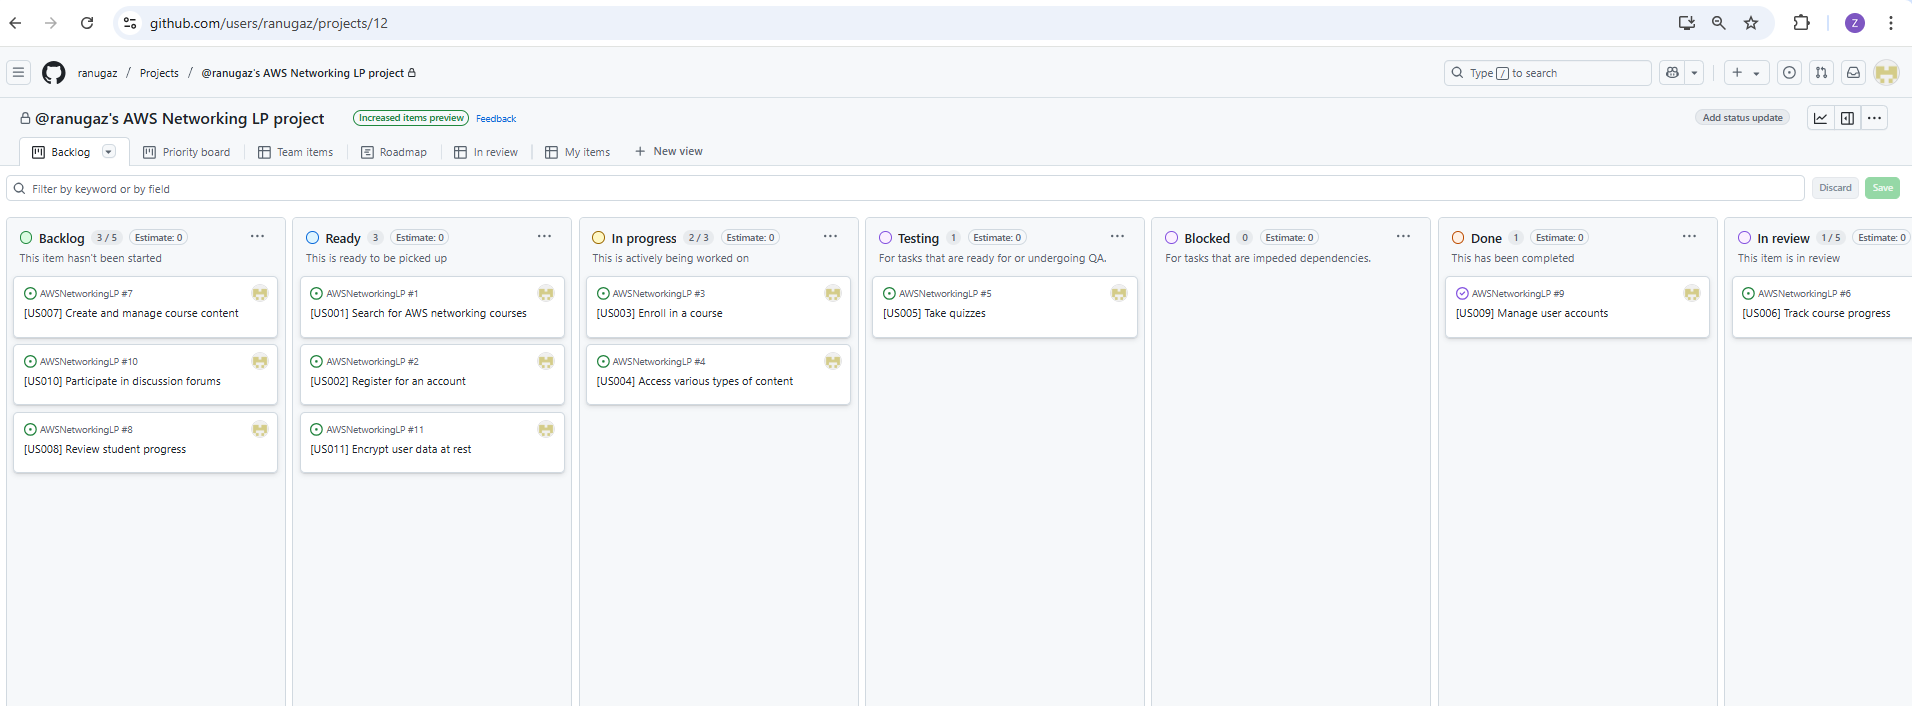 github.com/users/ranugaz/projects/12
Z
ranugaz / Projects / @ranugaz's AWS Networking LP project
Type / to search
@ranugaz's AWS Networking LP project
Increased items preview
Feedback
Add status update
Backlog
Priority board
Team items
Roadmap
In review
My items
+ New view
Filter by keyword or by field
Discard
Save
Backlog 3 / 5 Estimate: 0
This item hasn't been started
AWSNetworkingLP #7
[US007] Create and manage course content
AWSNetworkingLP #10
[US010] Participate in discussion forums
AWSNetworkingLP #8
[US008] Review student progress
Ready 3 Estimate: 0
This is ready to be picked up
AWSNetworkingLP #1
[US001] Search for AWS networking courses
AWSNetworkingLP #2
[US002] Register for an account
AWSNetworkingLP #11
[US011] Encrypt user data at rest
In progress 2 / 3 Estimate: 0
This is actively being worked on
AWSNetworkingLP #3
[US003] Enroll in a course
AWSNetworkingLP #4
[US004] Access various types of content
Testing 1 Estimate: 0
For tasks that are ready for or undergoing QA.
AWSNetworkingLP #5
[US005] Take quizzes
Blocked 0 Estimate: 0
For tasks that are impeded dependencies.
Done 1 Estimate: 0
This has been completed
AWSNetworkingLP #9
[US009] Manage user accounts
In review 1 / 5 Estimate: 0
This item is in review
AWSNetworkingLP #6
[US006] Track course progress